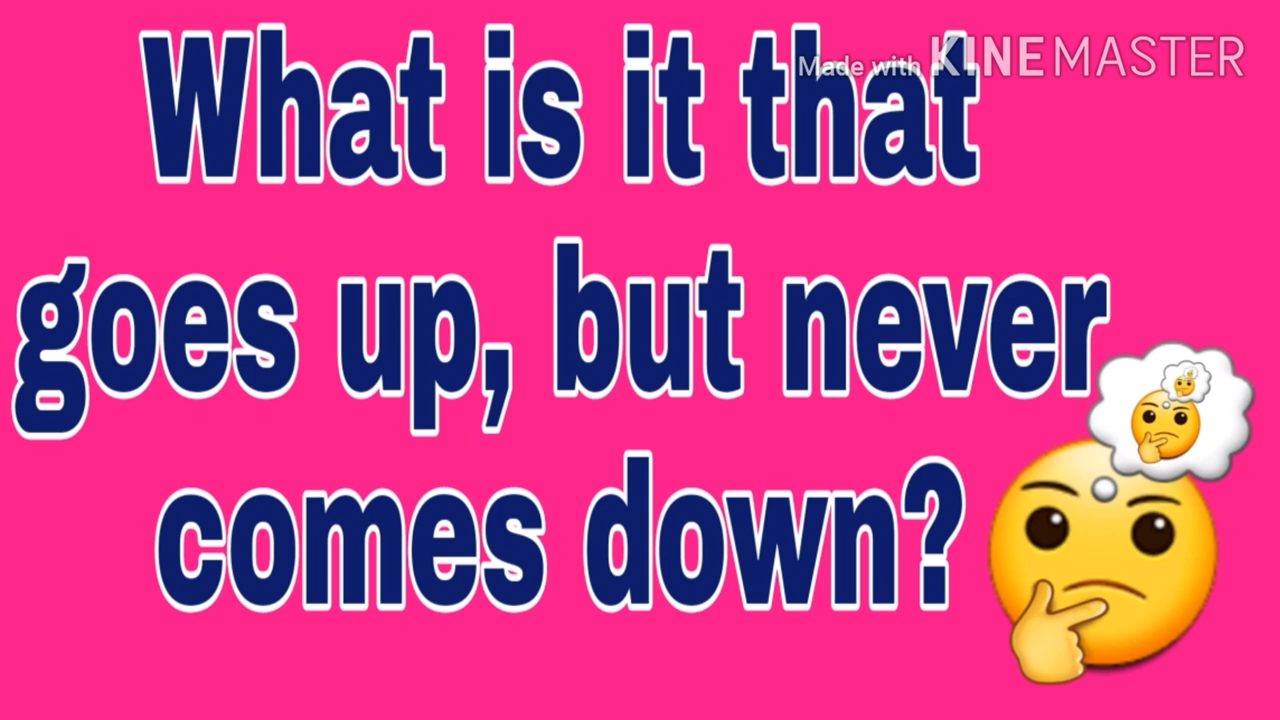 Made with KINEMASTER
What is it that
goes up, but never
comes down?